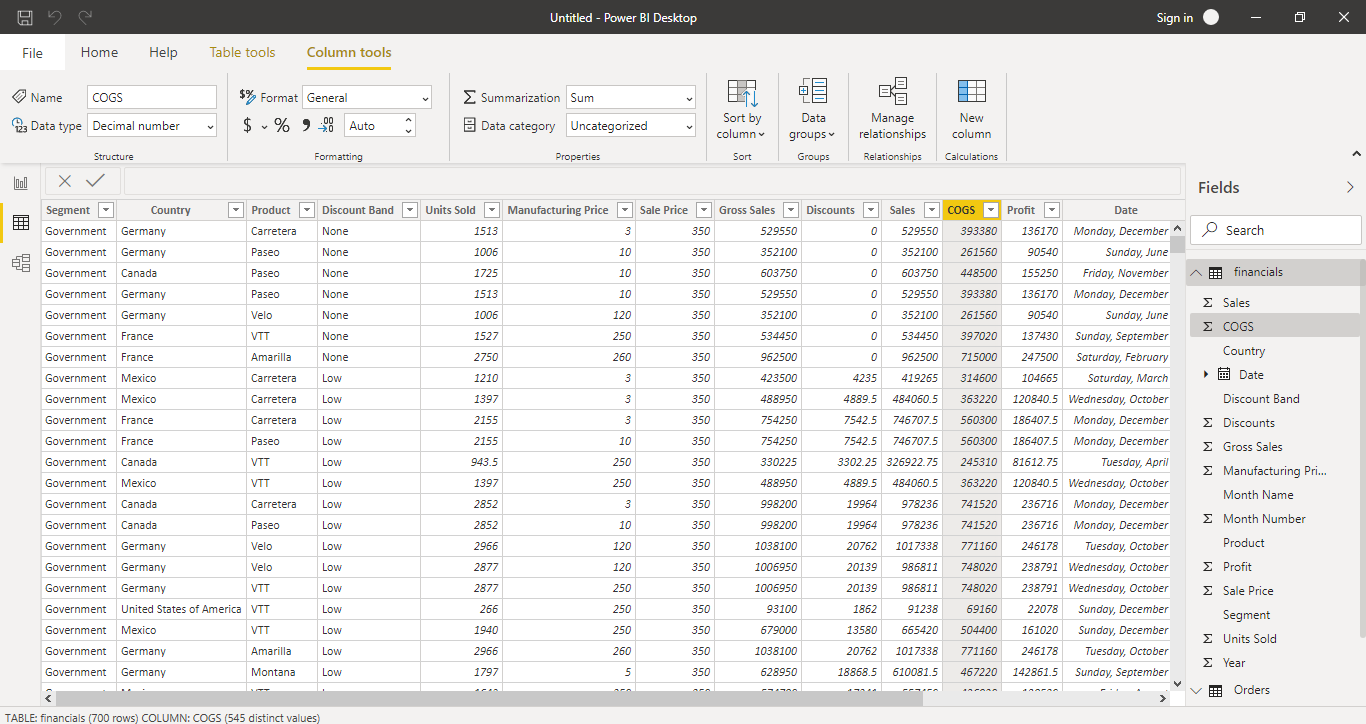 Untitled - Power BI Desktop
Sign in
File
Home
Help
Table tools
Column tools
Name
COGS
Data type
Decimal number
Structure
$% Format
General
$ % 9 .00
Auto
Formatting
Σ Summarization
Sum
Data category
Uncategorized
Properties
Sort by
column
Sort
Data
groups
Groups
Manage
relationships
Relationships
New
column
Calculations
Segment Country Product Discount Band Units Sold Manufacturing Price Sale Price Gross Sales Discounts Sales COGS Profit Date
Government Germany Carretera None 1513 3 350 529550 0 529550 393380 136170 Monday, December
Government Germany Paseo None 1006 10 350 352100 0 352100 261560 90540 Sunday, June
Government Canada Paseo None 1725 10 350 603750 0 603750 448500 155250 Friday, November
Government Germany Paseo None 1513 10 350 529550 0 529550 393380 136170 Monday, December
Government Germany Velo None 1006 120 350 352100 0 352100 261560 90540 Sunday, June
Government France VTT None 1527 250 350 534450 0 534450 397020 137430 Sunday, September
Government France Amarilla None 2750 260 350 962500 0 962500 715000 247500 Saturday, February
Government Mexico Carretera Low 1210 3 350 423500 4235 419265 314600 104665 Saturday, March
Government Mexico Carretera Low 1397 3 350 488950 4889.5 484060.5 363220 120840.5 Wednesday, October
Government France Carretera Low 2155 3 350 754250 7542.5 746707.5 560300 186407.5 Monday, December
Government France Paseo Low 2155 10 350 754250 7542.5 746707.5 560300 186407.5 Monday, December
Government Canada VTT Low 943.5 250 350 330225 3302.25 326922.75 245310 81612.75 Tuesday, April
Government Mexico VTT Low 1397 250 350 488950 4889.5 484060.5 363220 120840.5 Wednesday, October
Government Canada Carretera Low 2852 3 350 998200 19964 978236 741520 236716 Monday, December
Government Canada Paseo Low 2852 10 350 998200 19964 978236 741520 236716 Monday, December
Government Germany Velo Low 2966 120 350 1038100 20762 1017338 771160 246178 Tuesday, October
Government Germany Velo Low 2877 120 350 1006950 20139 986811 748020 238791 Wednesday, October
Government Germany VTT Low 2877 250 350 1006950 20139 986811 748020 238791 Wednesday, October
Government United States of America VTT Low 266 250 350 93100 1862 91238 69160 22078 Sunday, December
Government Mexico VTT Low 1940 250 350 679000 13580 665420 504400 161020 Sunday, December
Government Germany Amarilla Low 2966 260 350 1038100 20762 1017338 771160 246178 Tuesday, October
Government Germany Montana Low 1797 5 350 628950 18868.5 610081.5 467220 142861.5 Sunday, September
Fields
Search
financials
Σ Sales
Σ COGS
Country
Date
Discount Band
Σ Discounts
Σ Gross Sales
Σ Manufacturing Pri...
Month Name
Σ Month Number
Product
Σ Profit
Σ Sale Price
Segment
Σ Units Sold
Σ Year
Orders
TABLE: financials (700 rows) COLUMN: COGS (545 distinct values)